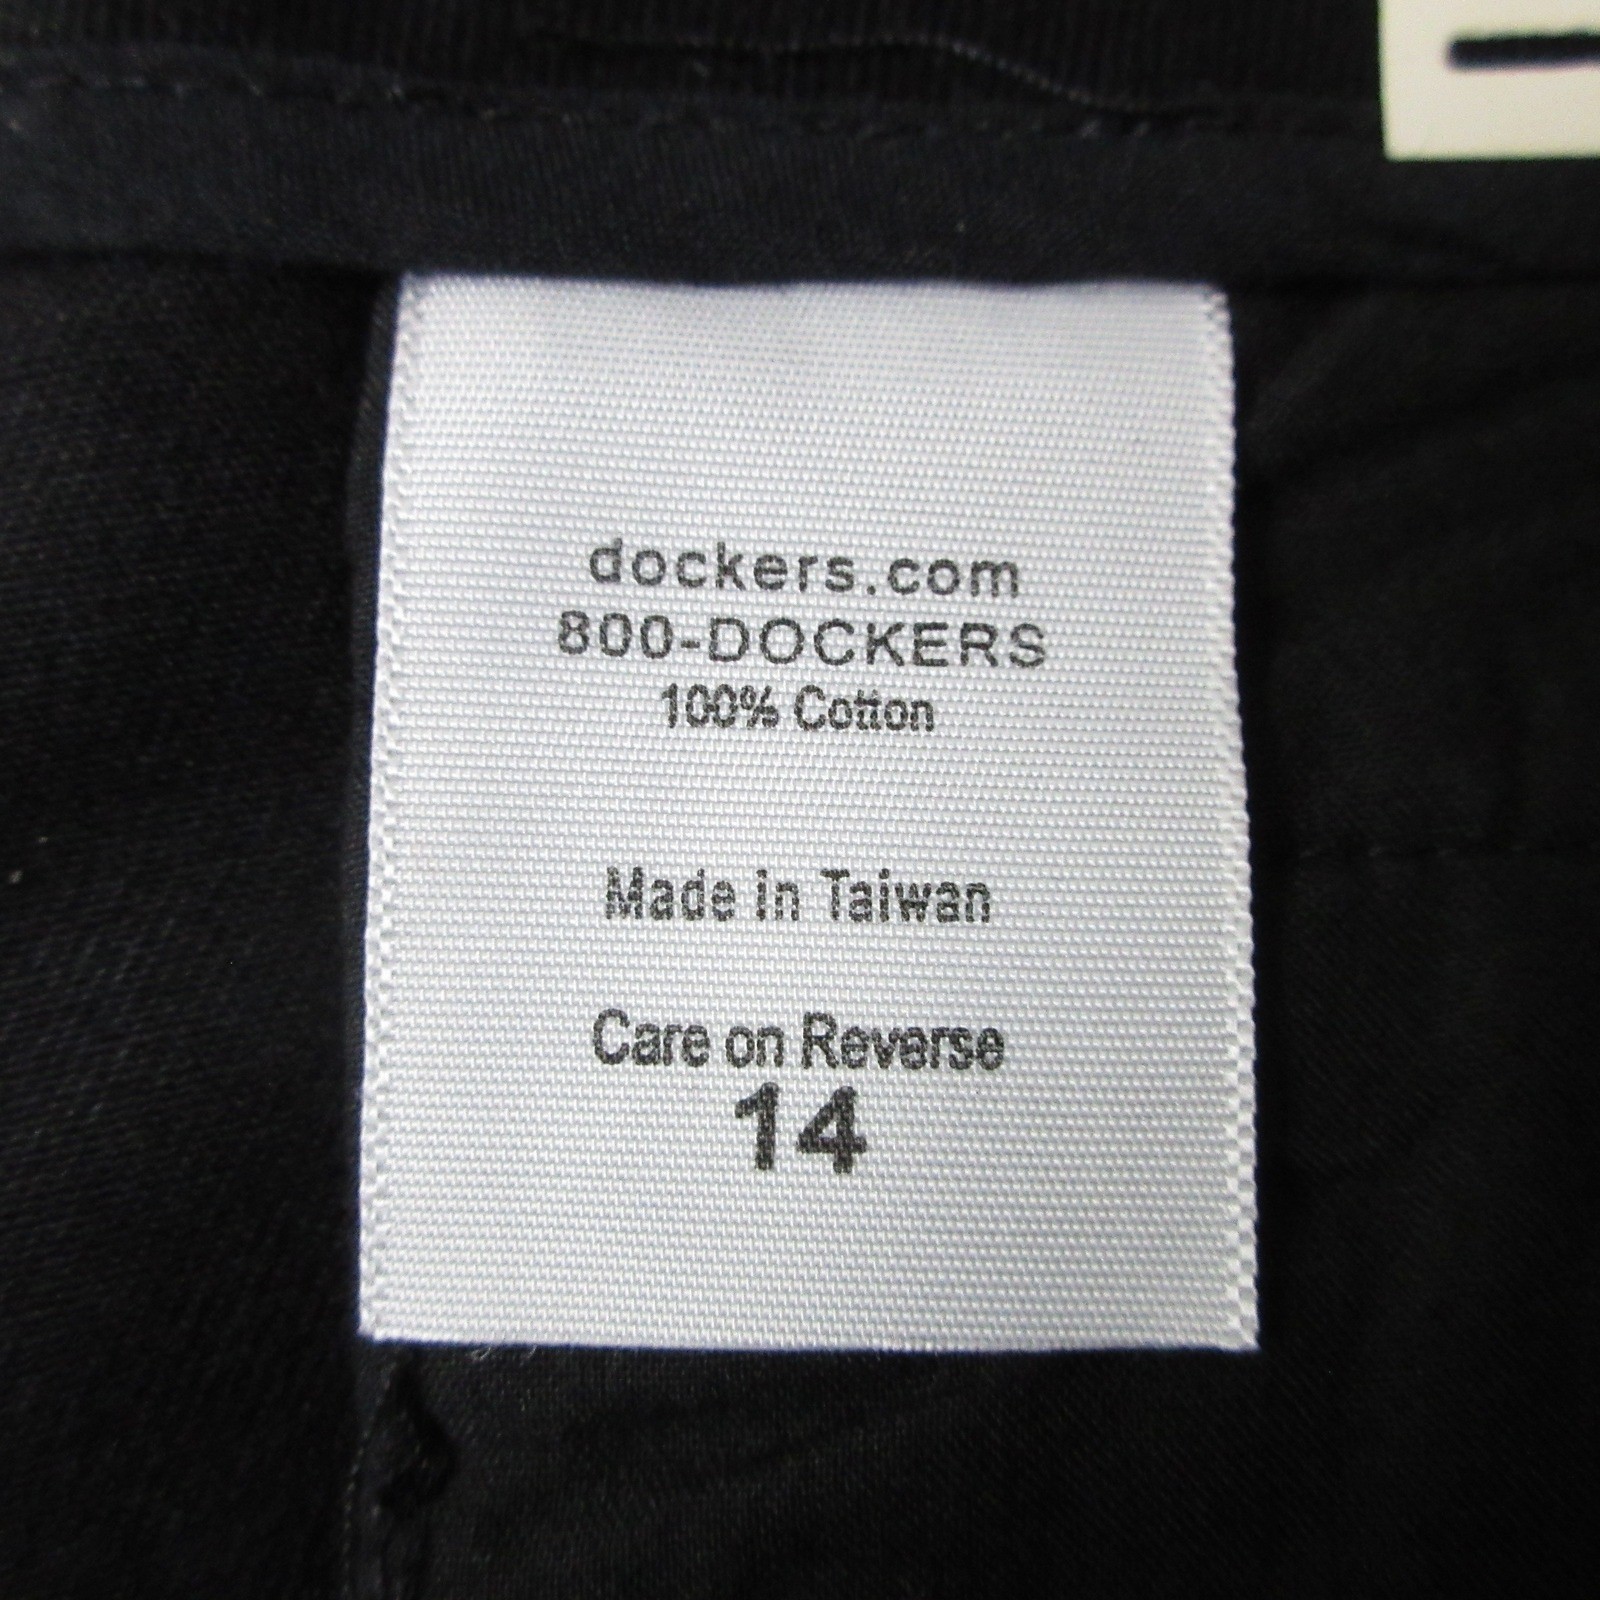 dockers.com
800-DOCKERS
100% Cotton
Made in Taiwan
Care on Reverse
14